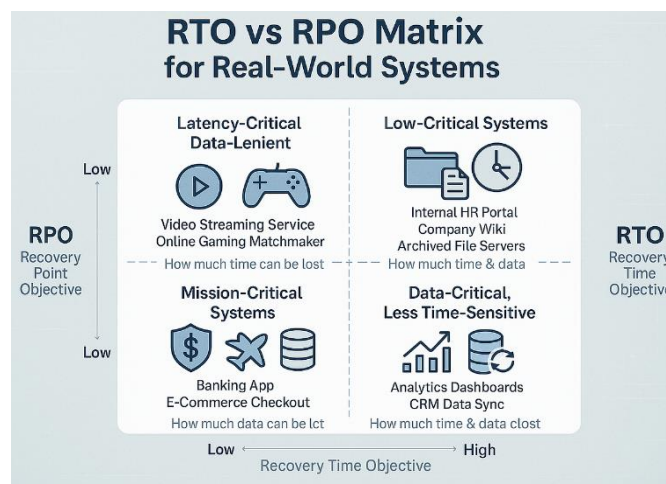 RTO vs RPO Matrix
for Real-World Systems
Latency-Critical
Data-Lenient
Video Streaming Service
Online Gaming Matchmaker
How much time can be lost
Low-Critical Systems
Internal HR Portal
Company Wiki
Archived File Servers
How much time & data
Low
RPO
Recovery
Point
Objective
Low
RTO
Recovery
Time
Objective
Mission-Critical
Systems
$
Banking App
E-Commerce Checkout
How much data can be lct
Data-Critical,
Less Time-Sensitive
Analytics Dashboards
CRM Data Sync
How much time & data clost
Low
High
Recovery Time Objective